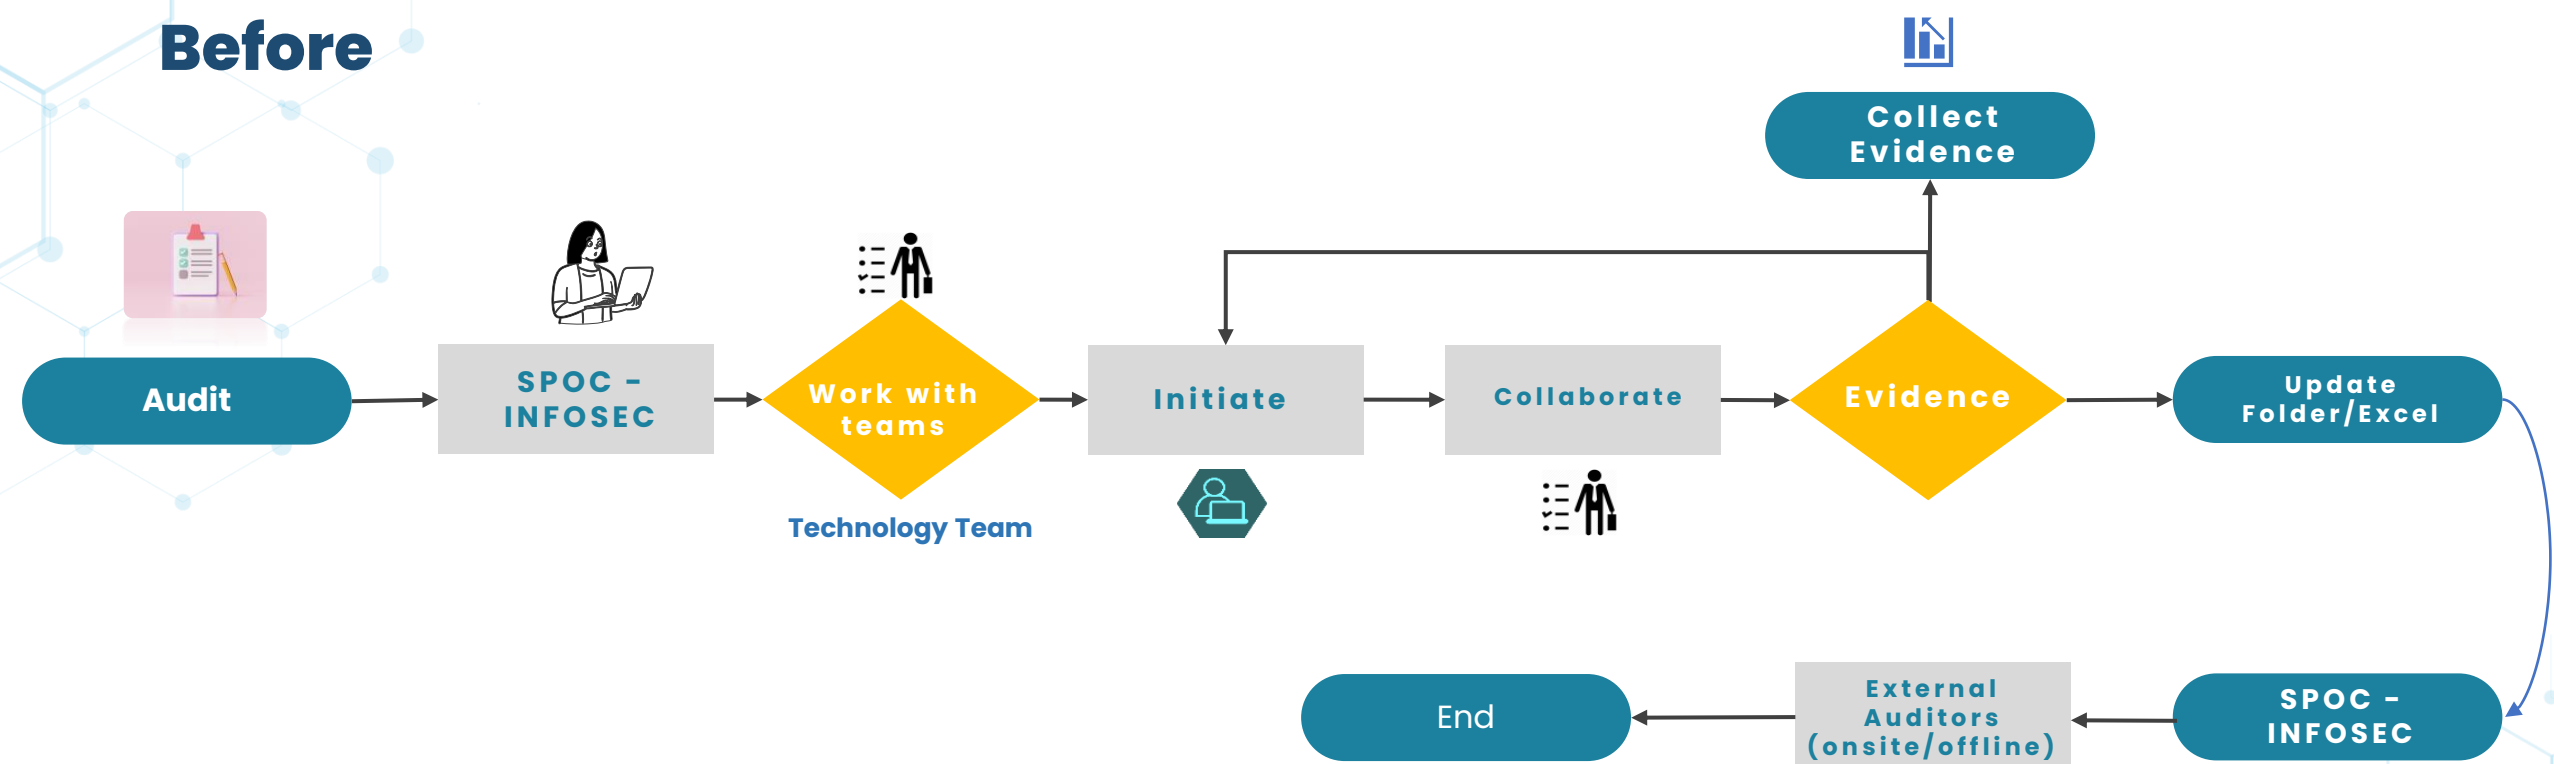 Before
Collect
Evidence
Audit
SPOC -
INFOSEC
Work with
teams
Technology Team
Initiate
Collaborate
Evidence
Update
Folder/Excel
SPOC -
INFOSEC
External
Auditors
(onsite/offline)
End